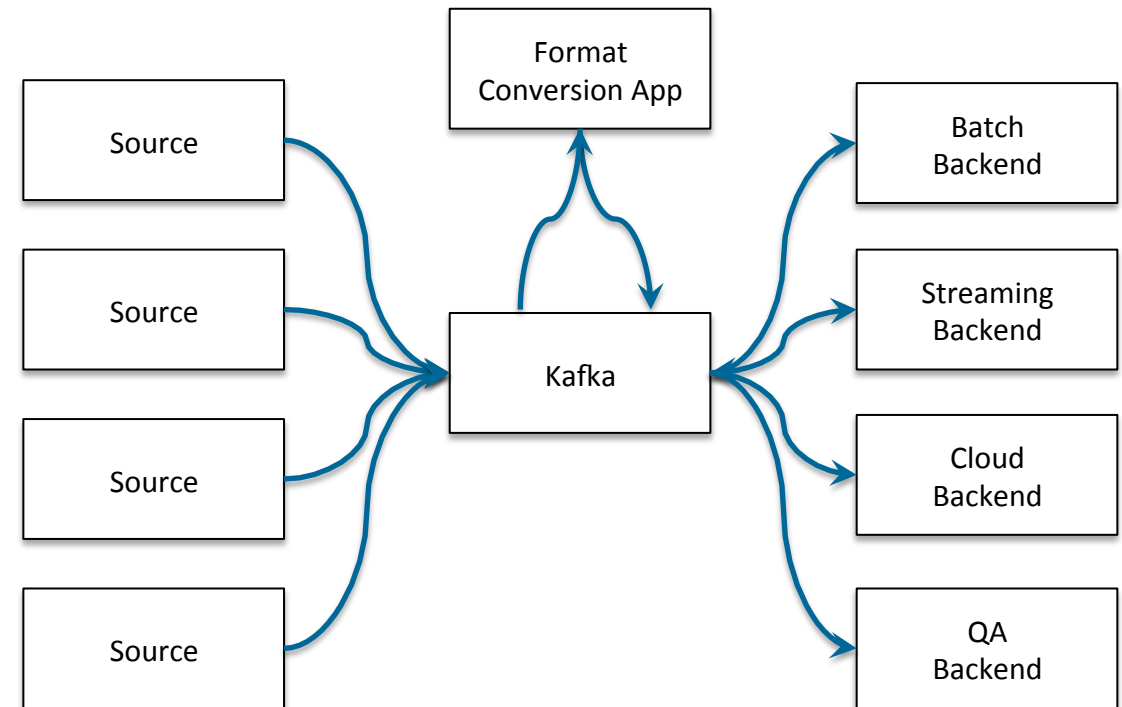 Format
Conversion App
Source
Source
Source
Source
Kafka
Batch
Backend
Streaming
Backend
Cloud
Backend
QA
Backend